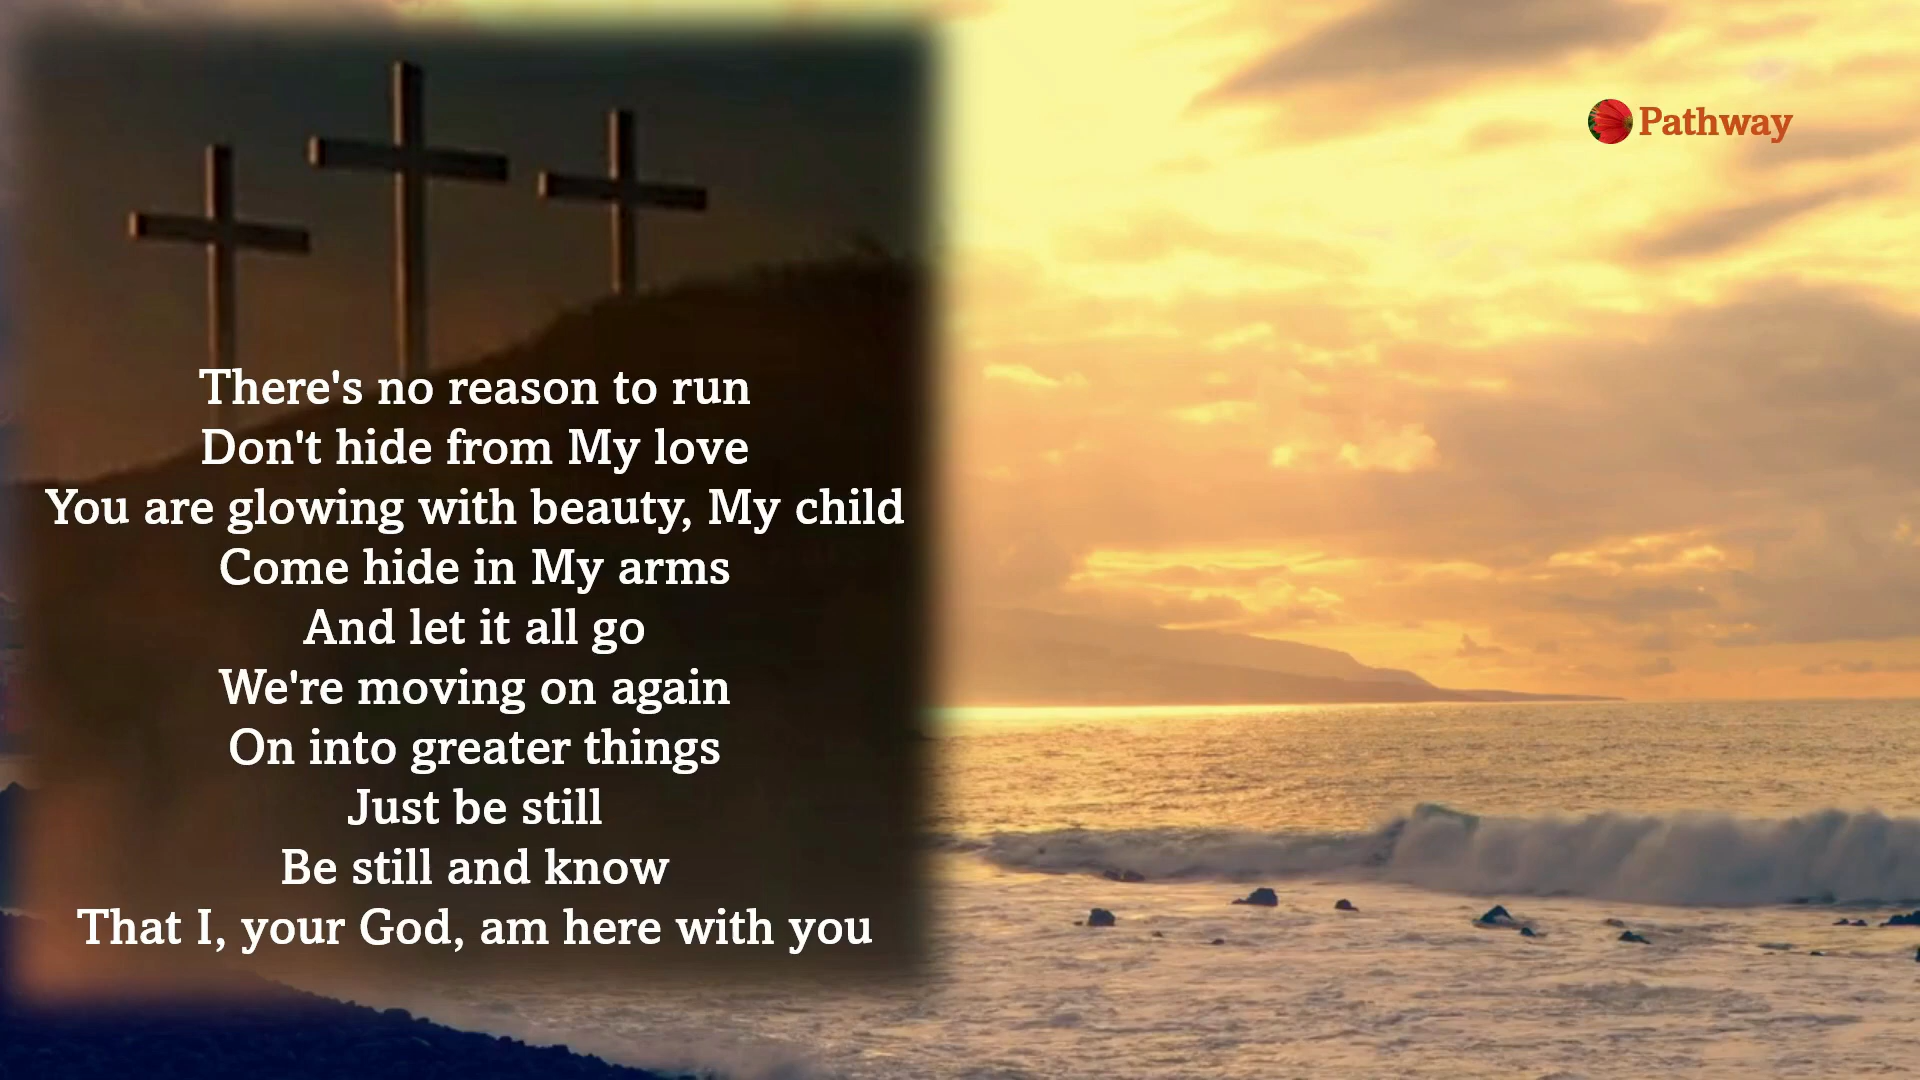 Pathway
There's no reason to run
Don't hide from My love
You are glowing with beauty, My child
Come hide in My arms
And let it all go
We're moving on again
On into greater things
Just be still
Be still and know
That I, your God, am here with you